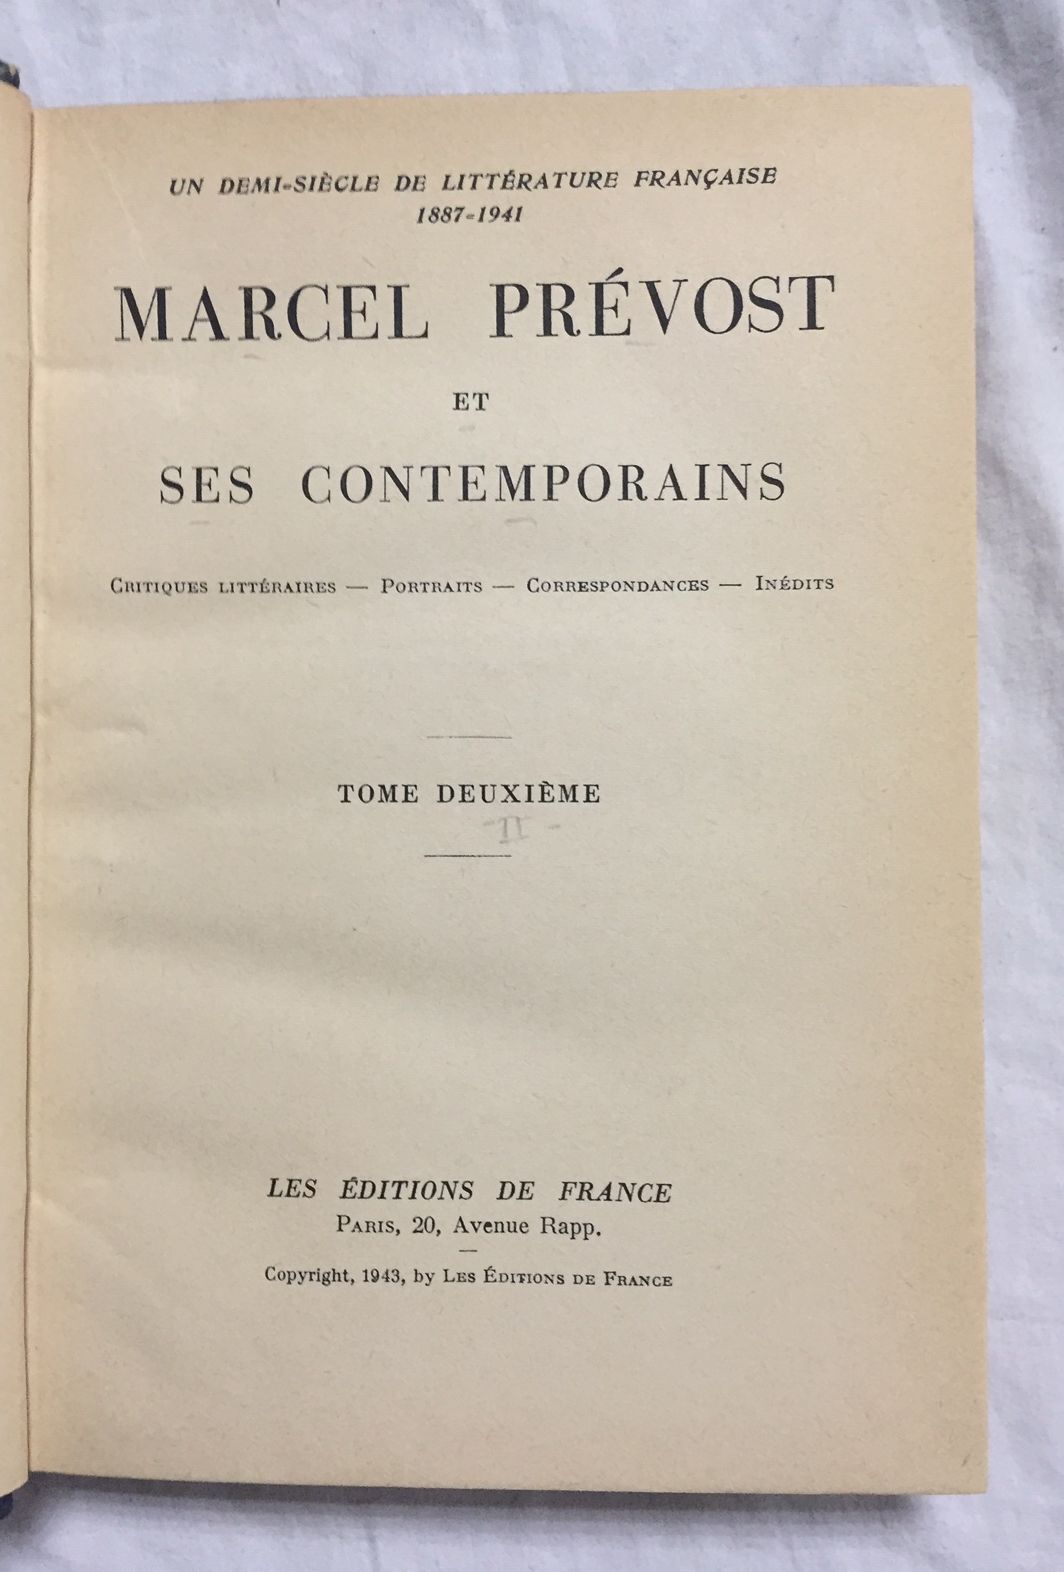 UN DEMI-SIÈCLE DE LITTÉRATURE FRANÇAISE
1887-1941
MARCEL PRÉVOST
ET
SES CONTEMPORAINS
CRITIQUES LITTÉRAIRES — PORTRAITS — CORRESPONDANCES — INÉDITS
TOME DEUXIÈME
-II-
LES ÉDITIONS DE FRANCE
PARIS, 20, Avenue Rapp.
Copyright, 1943, by LES ÉDITIONS DE FRANCE